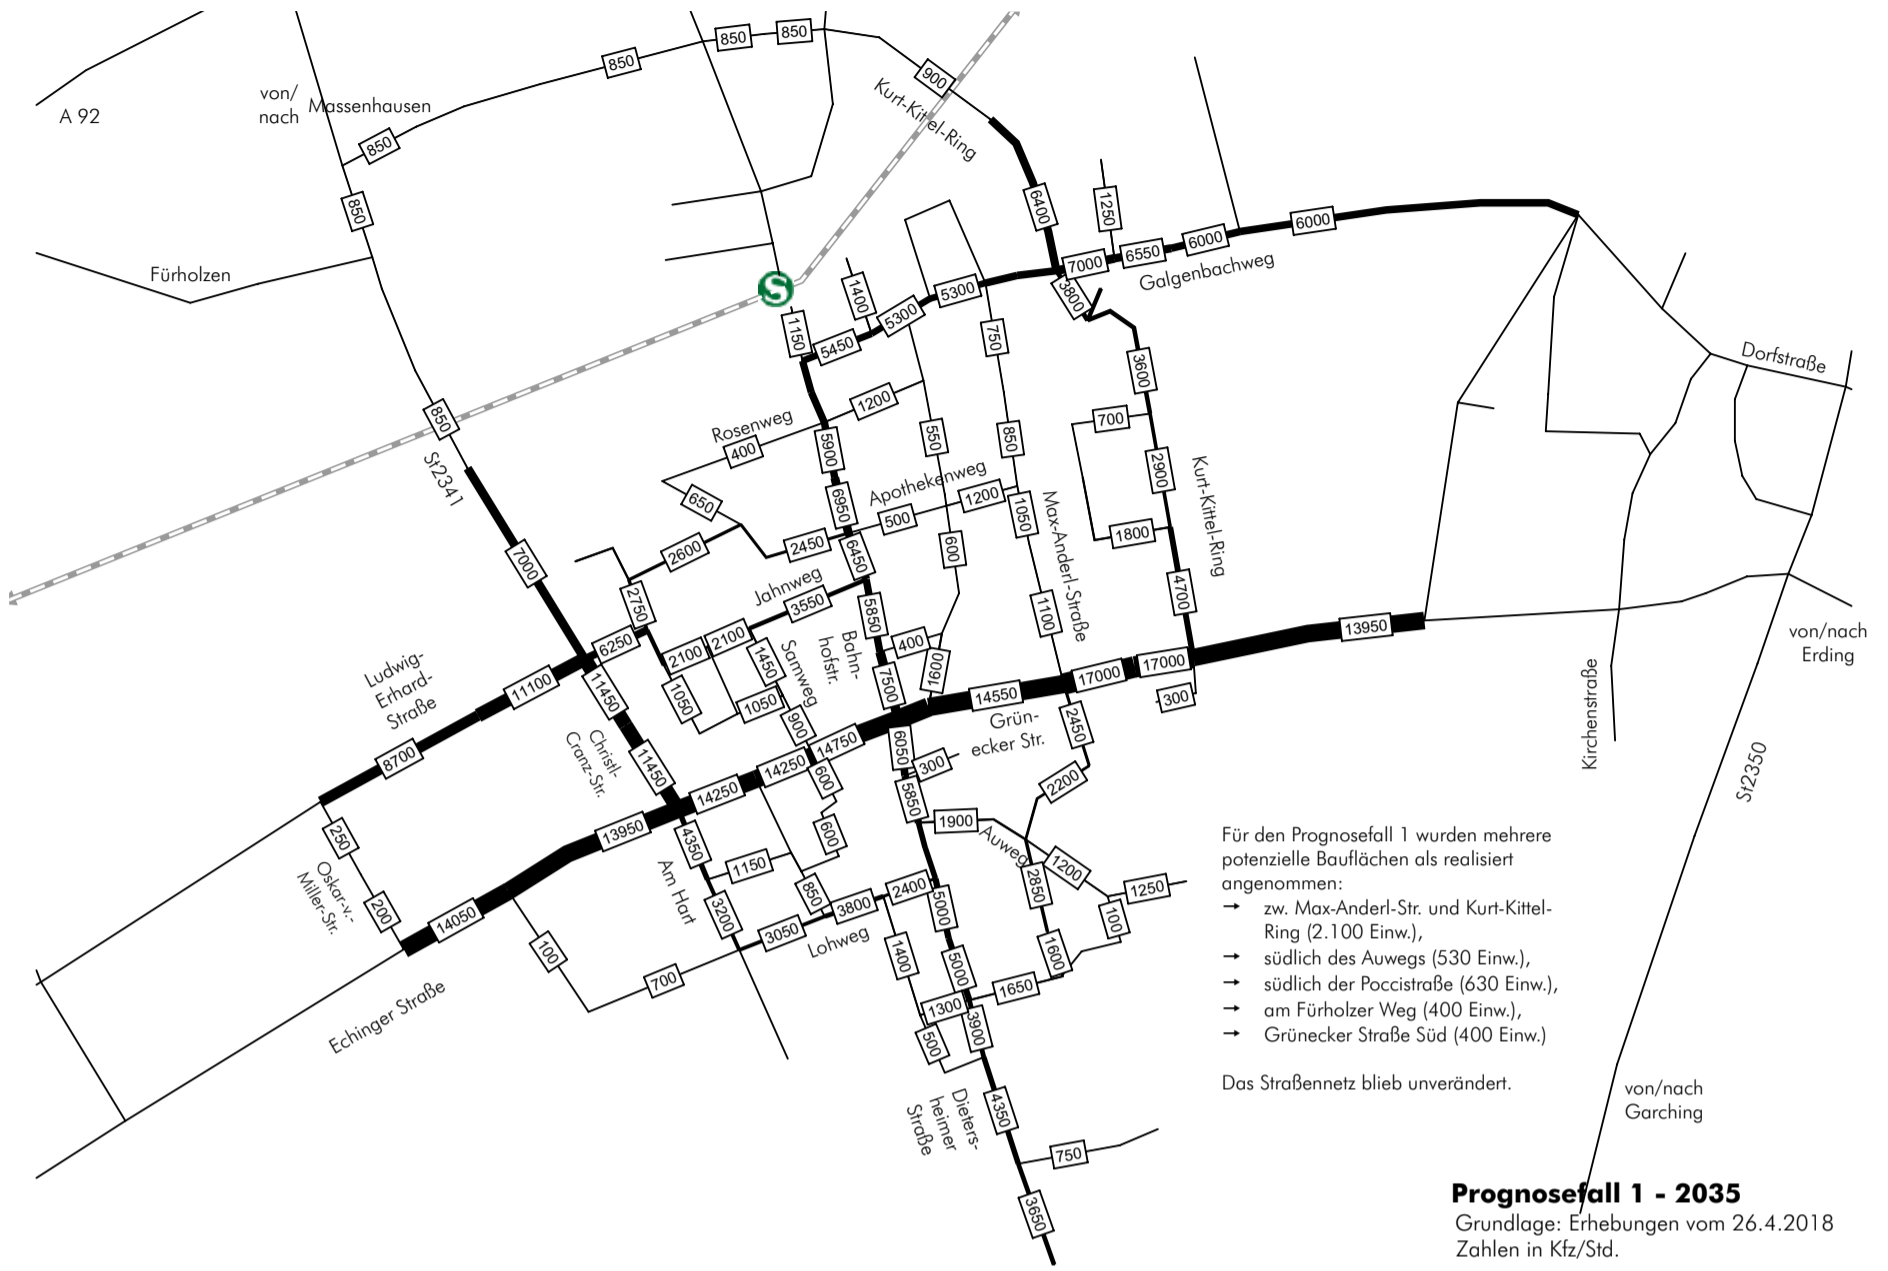 850
850
850
900
Kurt-Kittel-Ring
von/
nach
Massenhausen
A 92
850
850
6400
1250
7000
6550
6000
6000
Galgenbachweg
Fürholzen
S
1400
5300
5300
3800
1150
5450
750
3600
Dorfstraße
850
St2341
Rosenweg
1200
400
5900
550
850
700
2900
Kurt-Kittel-Ring
650
6950
Apothekenweg
500
1200
1050
Max-Anderl-Straße
1800
7000
2600
2450
6450
600
Jahnweg
3550
2750
5850
1100
4700
13950
6250
2100
2100
1450
Samweg
Bahn-
hofstr.
400
1600
7500
von/nach
Erding
Ludwig-
Erhard-
Straße
11100
11450
1050
1050
900
14550
17000
17000
300
Kirchenstraße
8700
Christl-
Cranz-Str.
11450
14250
14250
14750
6050
300
Grün-
ecker Str.
2450
2200
St2350
600
5850
250
Oskar-v.-
Miller-Str.
200
13950
4350
600
1900
Auweg
1200
1150
Am Hart
3200
850
3800
2400
2850
1250
100
14050
100
3050
Lohweg
5000
1400
5000
1600
700
1650
1300
3900
500
Echinger Straße
Dieters-
heimer
Straße
4350
750
3650
Für den Prognosefall 1 wurden mehrere
potenzielle Bauflächen als realisiert
angenommen:
→ zw. Max-Anderl-Str. und Kurt-Kittel-
Ring (2.100 Einw.),
→ südlich des Auwegs (530 Einw.),
→ südlich der Poccistraße (630 Einw.),
→ am Fürholzer Weg (400 Einw.),
→ Grünecker Straße Süd (400 Einw.)
Das Straßennetz blieb unverändert.
von/nach
Garching
Prognosefall 1 - 2035
Grundlage: Erhebungen vom 26.4.2018
Zahlen in Kfz/Std.